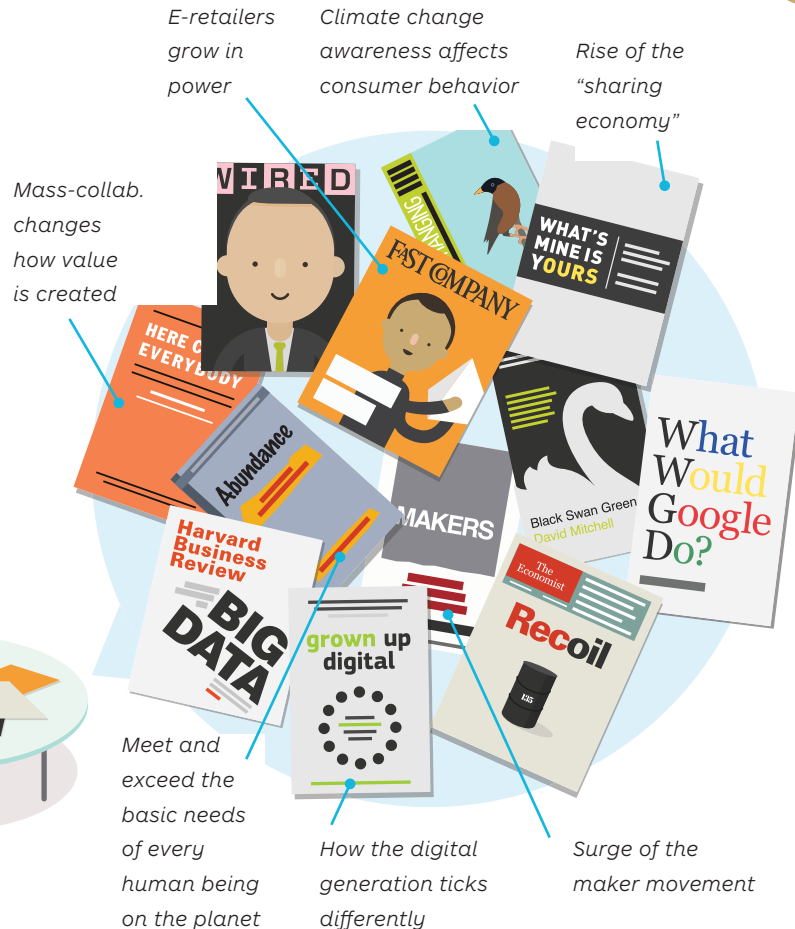 E-retailers
grow in
power
Climate change
awareness affects
consumer behavior
Rise of the
“sharing
economy”
Mass-collab.
changes
how value
is created
WIRED
FAST COMPANY
WHAT'S
MINE IS
YOURS
HERE C
EVERYBODY
Abundance
MAKERS
Black Swan Green
David Mitchell
What
Would
Google
Do?
Harvard
Business
Review
BIG
DATA
grown up
digital
The
Economist
Recoil
135
Meet and
exceed the
basic needs
of every
human being
on the planet
How the digital
generation ticks
differently
Surge of the
maker movement